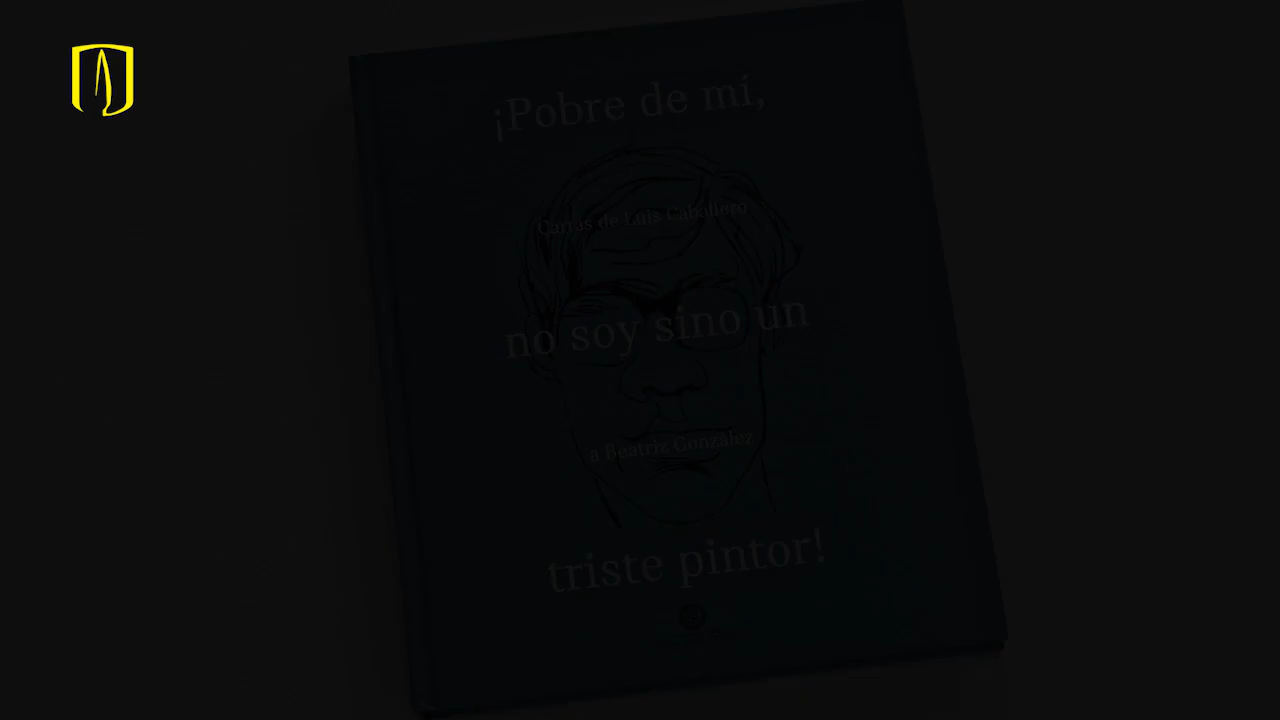 ¡Pobre de mí,
Cartas de Luis Caballero
no soy sino un
a Beatriz González
triste pintor!